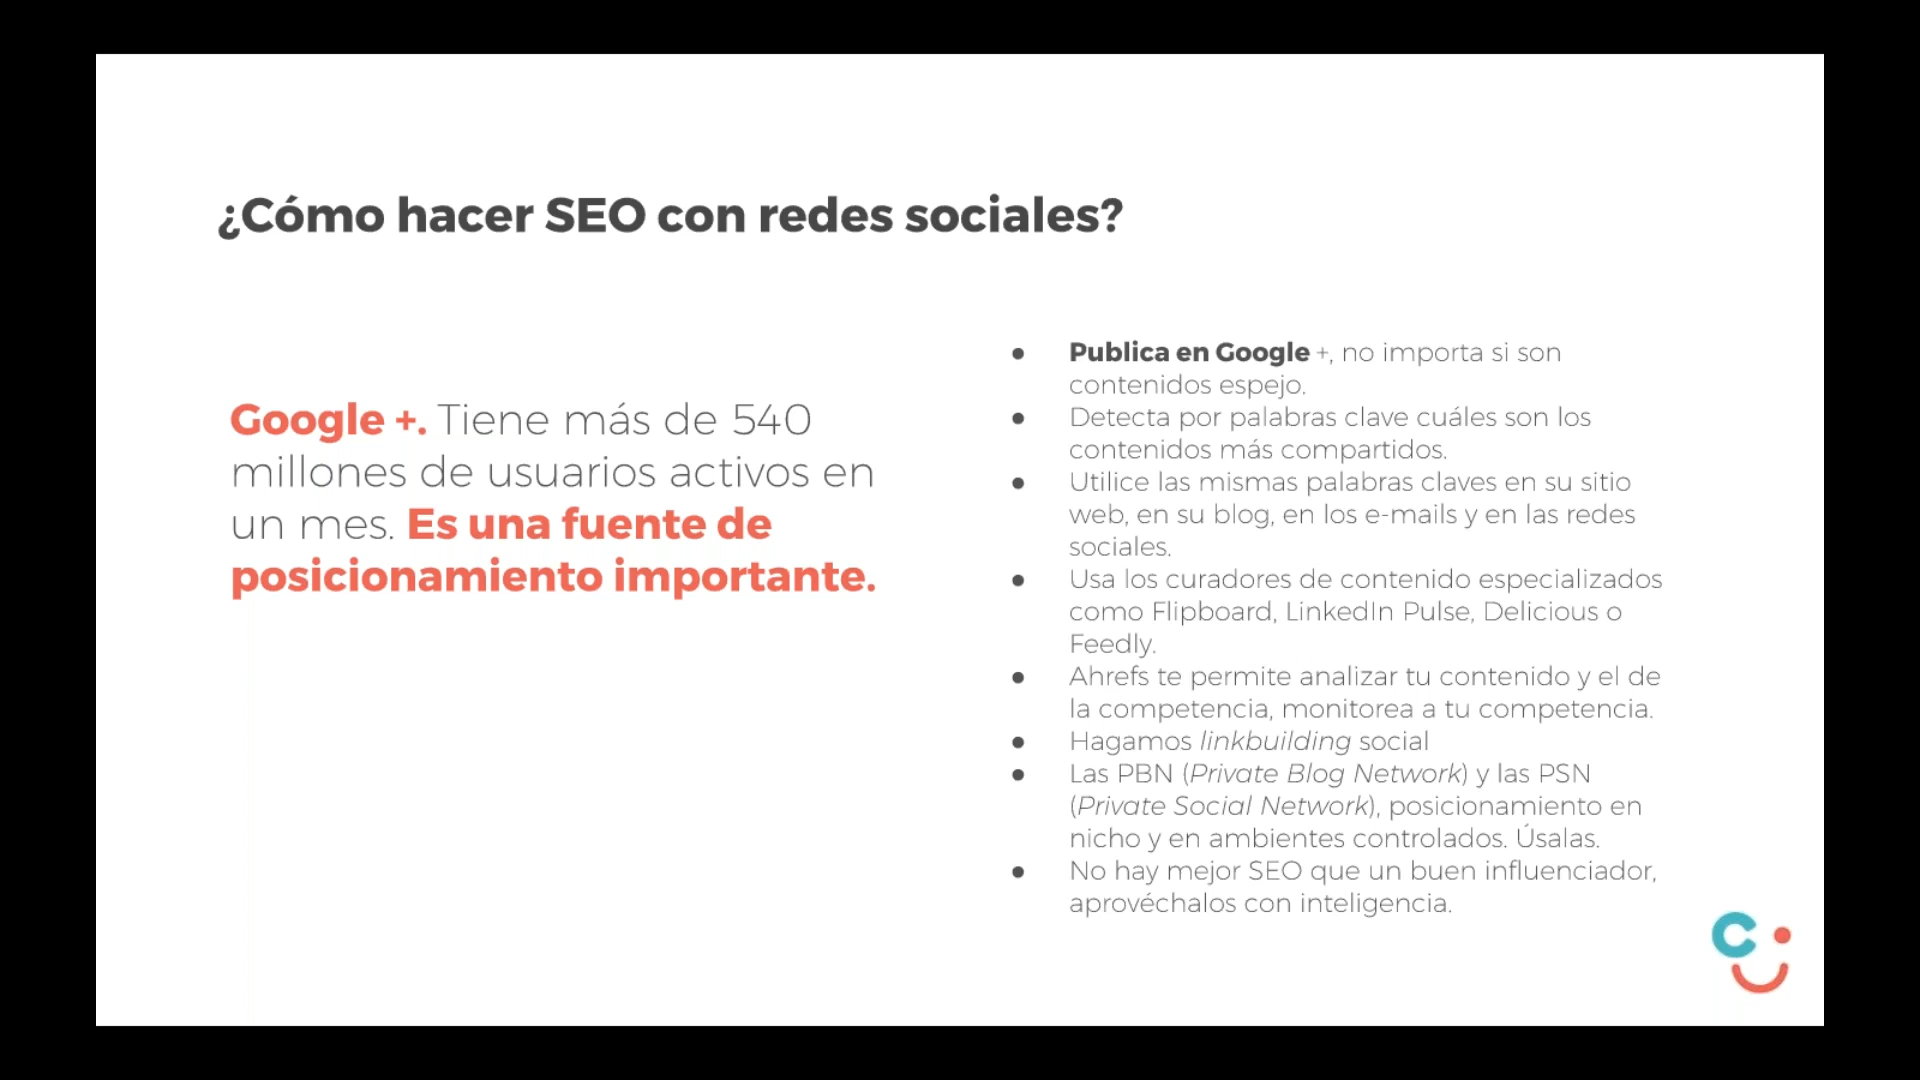 ¿Cómo hacer SEO con redes sociales?
Google +. Tiene más de 540
millones de usuarios activos en
un mes. Es una fuente de
posicionamiento importante.
● Publica en Google +, no importa si son
contenidos espejo.
● Detecta por palabras clave cuáles son los
contenidos más compartidos.
● Utilice las mismas palabras claves en su sitio
web, en su blog, en los e-mails y en las redes
sociales.
● Usa los curadores de contenido especializados
como Flipboard, LinkedIn Pulse, Delicious o
Feedly.
● Ahrefs te permite analizar tu contenido y el de
la competencia, monitorea a tu competencia.
● Hagamos linkbuilding social
● Las PBN (Private Blog Network) y las PSN
(Private Social Network), posicionamiento en
nicho y en ambientes controlados. Úsalas.
● No hay mejor SEO que un buen influenciador,
aprovéchalos con inteligencia.